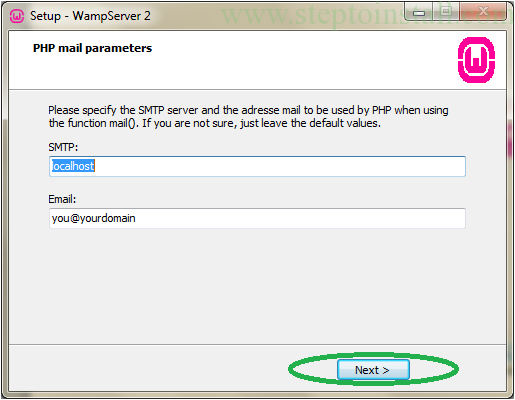 Setup - WampServer 2
www.steptoinstall.
PHP mail parameters
Please specify the SMTP server and the adresse mail to be used by PHP when using
the function mail(). If you are not sure, just leave the default values.
SMTP:
localhost
Email:
you@yourdomain
Next >